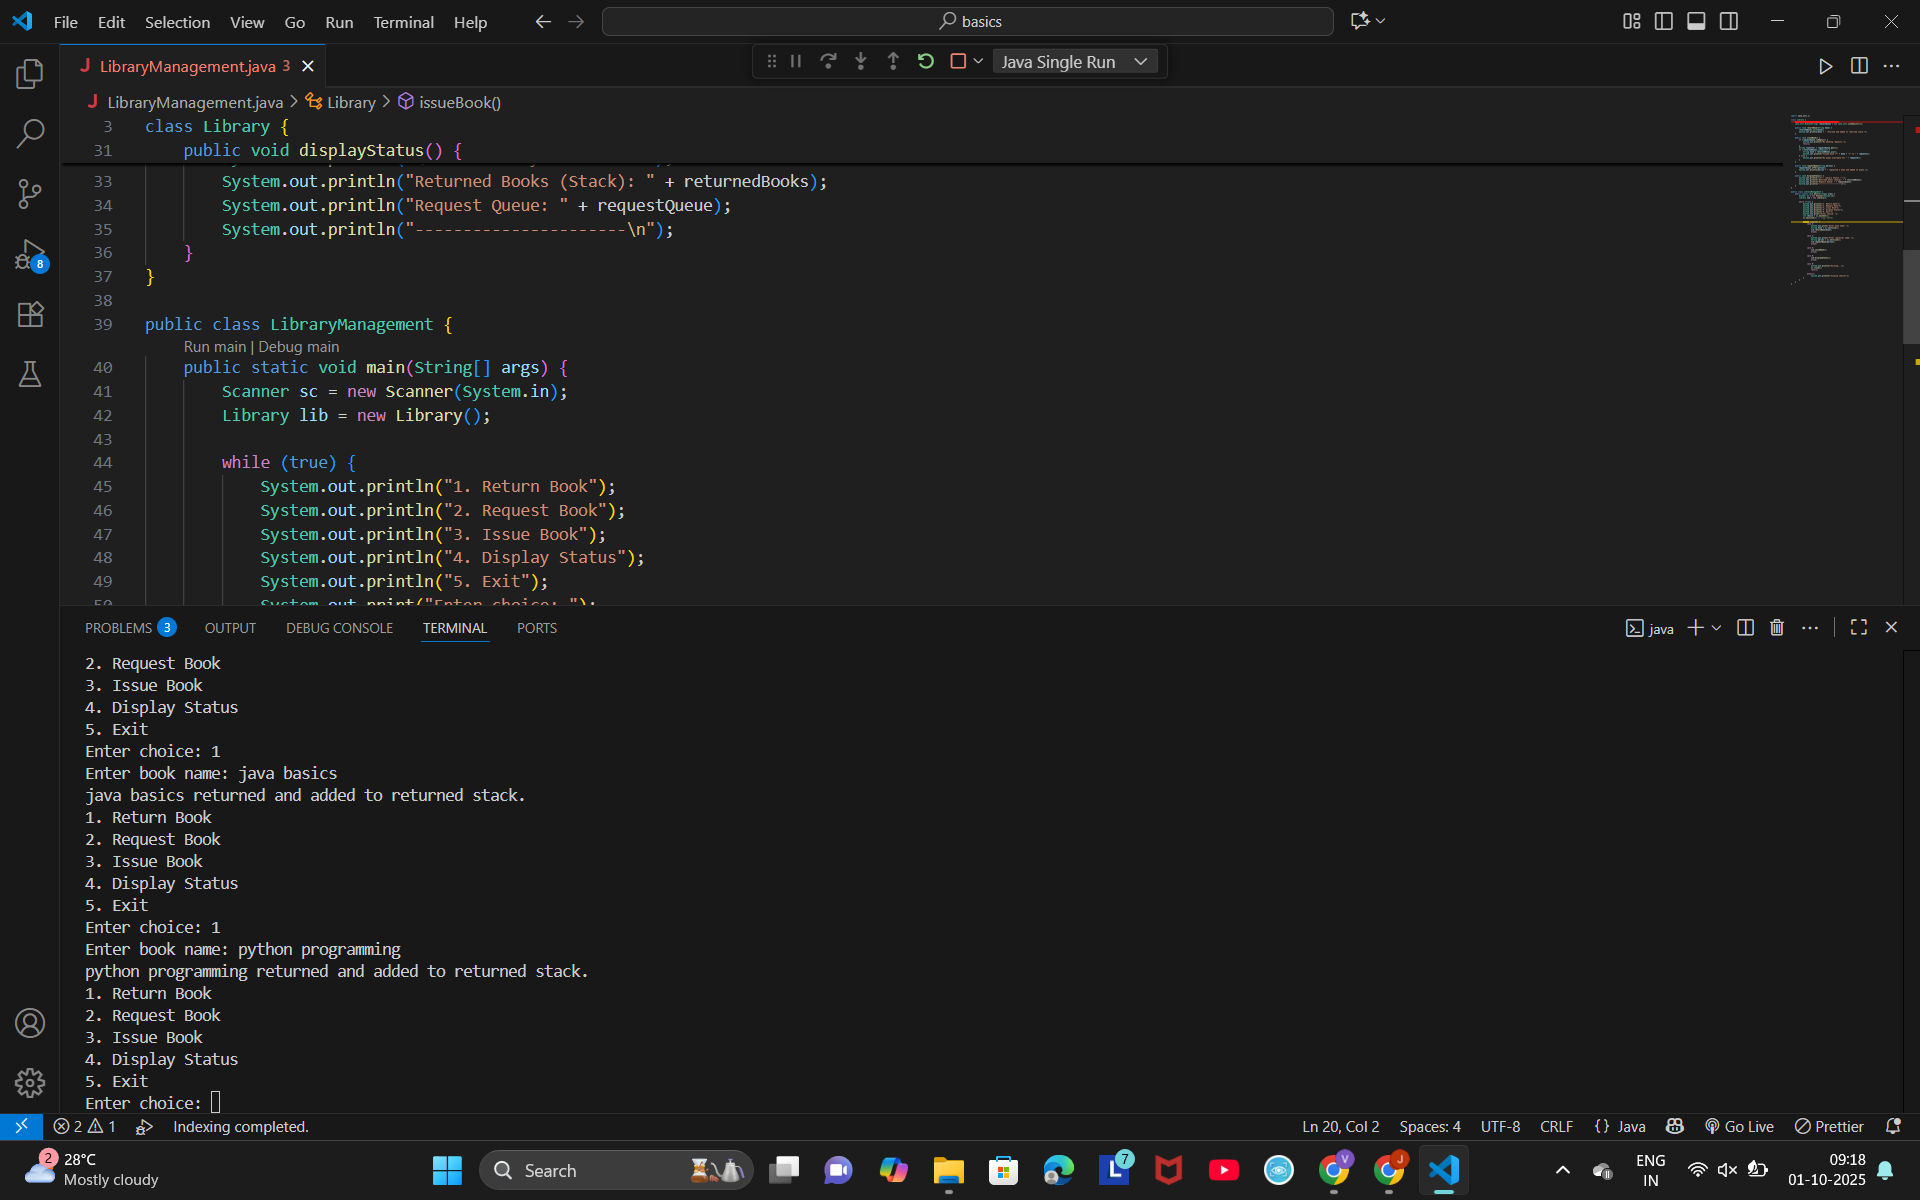 File Edit Selection View Go Run Terminal Help
basics
LibraryManagement.java 3
Java Single Run
LibraryManagement.java > Library > issueBook()
3 class Library {
31 public void displayStatus() {
33 System.out.println("Returned Books (Stack): " + returnedBooks);
34 System.out.println("Request Queue: " + requestQueue);
35 System.out.println("----------------------\n");
36 }
37 }
38
39 public class LibraryManagement {
Run main | Debug main
40 public static void main(String[] args) {
41 Scanner sc = new Scanner(System.in);
42 Library lib = new Library();
43
44 while (true) {
45 System.out.println("1. Return Book");
46 System.out.println("2. Request Book");
47 System.out.println("3. Issue Book");
48 System.out.println("4. Display Status");
49 System.out.println("5. Exit");
50 System.out.print("Enter choice: ");
8
PROBLEMS 3 OUTPUT DEBUG CONSOLE TERMINAL PORTS
java
2. Request Book
3. Issue Book
4. Display Status
5. Exit
Enter choice: 1
Enter book name: java basics
java basics returned and added to returned stack.
1. Return Book
2. Request Book
3. Issue Book
4. Display Status
5. Exit
Enter choice: 1
Enter book name: python programming
python programming returned and added to returned stack.
1. Return Book
2. Request Book
3. Issue Book
4. Display Status
5. Exit
Enter choice:
2 1 Indexing completed.
Ln 20, Col 2 Spaces: 4 UTF-8 CRLF {} Java Go Live Prettier
2
28°C
Mostly cloudy
Search
7
V
J
ENG
IN
09:18
01-10-2025